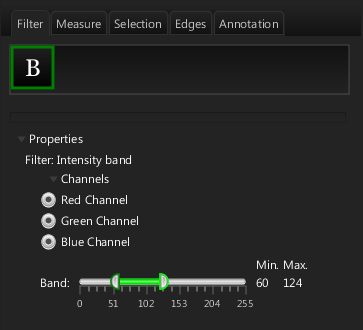 Filter Measure Selection Edges Annotation
B
Properties
Filter: Intensity band
Channels
Red Channel
Green Channel
Blue Channel
Min. Max.
Band: 60 124
0 51 102 153 204 255